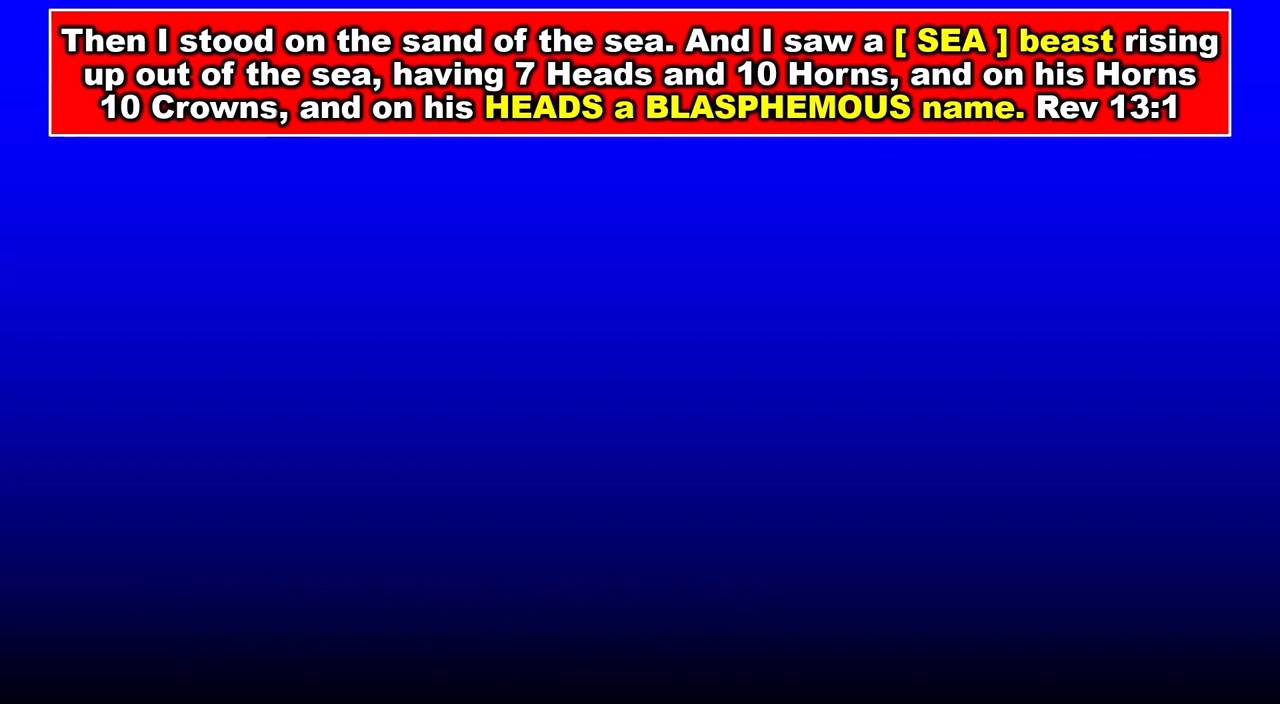 Then I stood on the sand of the sea. And I saw a [ SEA ] beast rising
up out of the sea, having 7 Heads and 10 Horns, and on his Horns
10 Crowns, and on his HEADS a BLASPHEMOUS name. Rev 13:1